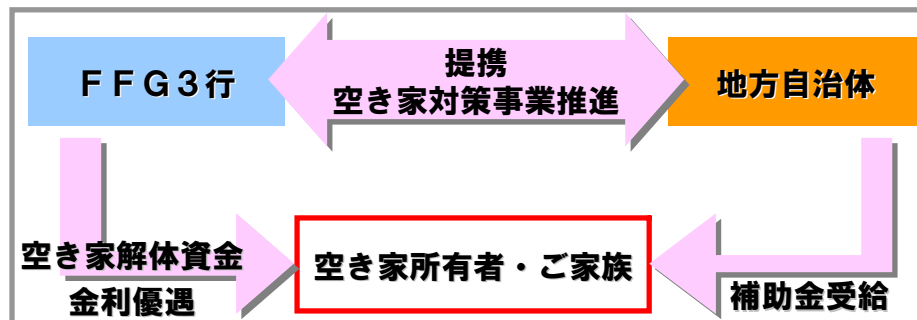 FFG3行
提携
空き家対策事業推進
地方自治体
空き家解体資金
金利優遇
空き家所有者・ご家族
補助金受給